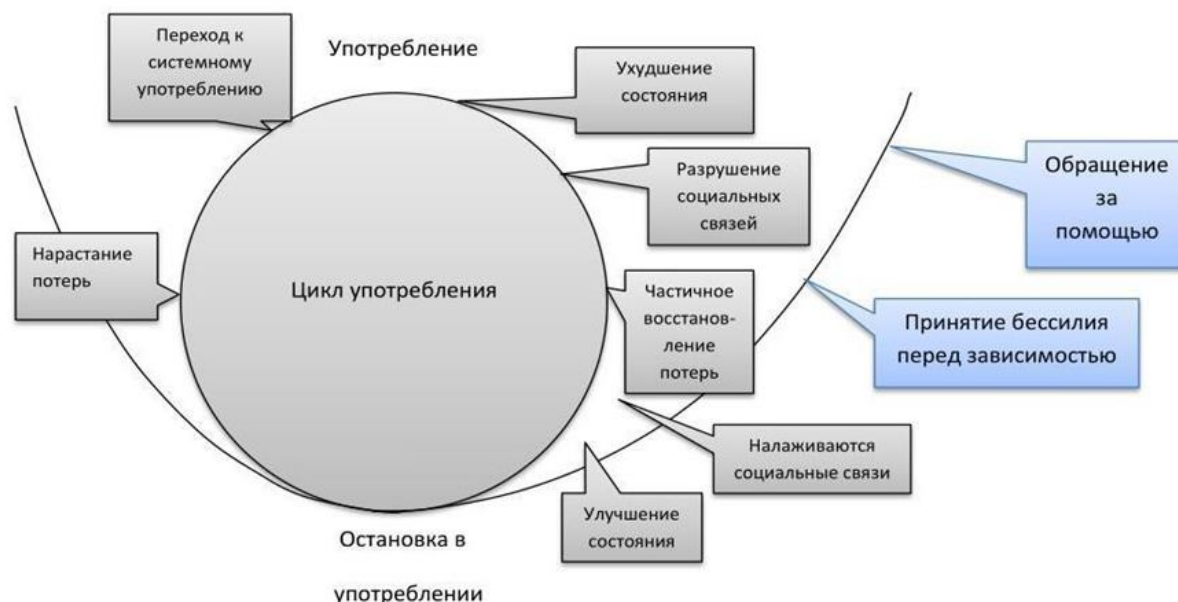 Переход к
системному
употреблению
Употребление
Ухудшение
состояния
Разрушение
социальных
связей
Обращение
за
помощью
Нарастание
потерь
Цикл употребления
Частичное
восстанов-
ление
потерь
Принятие бессилия
перед зависимостью
Налаживаются
социальные связи
Улучшение
состояния
Остановка в
употреблении